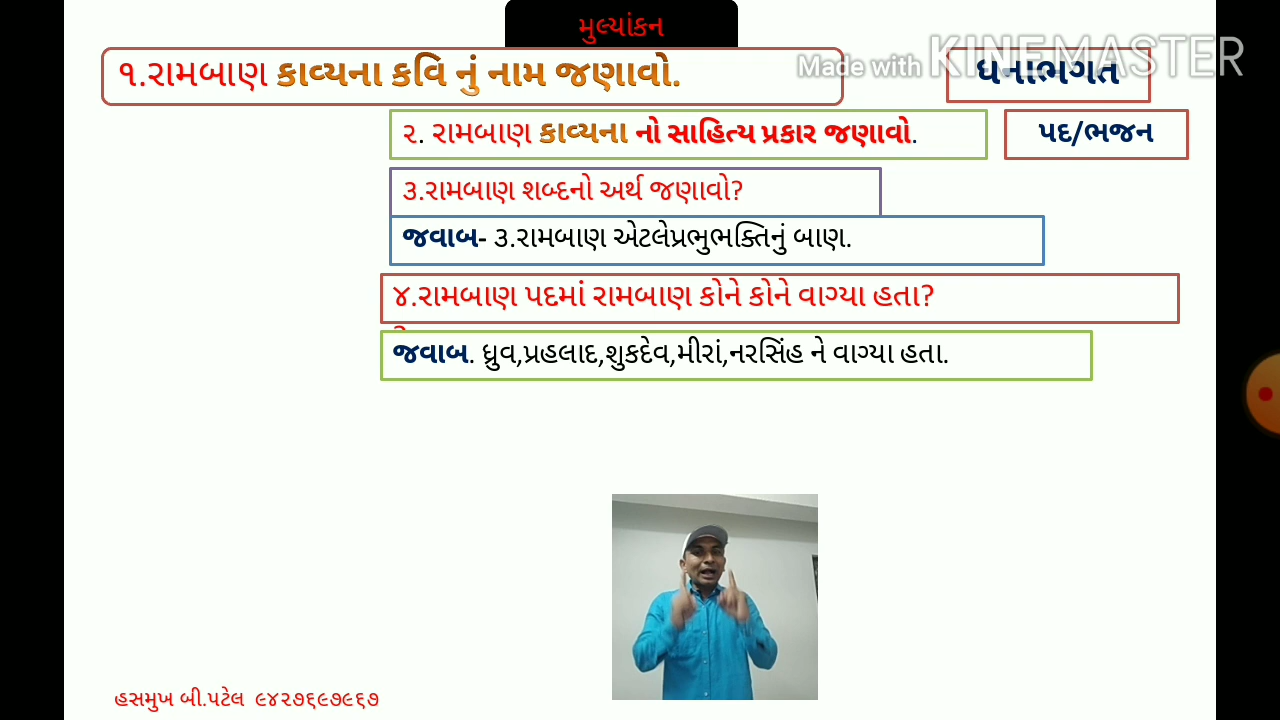 મુલ્યાંકન
૧.રામબાણ કાવ્યના કવિ નું નામ જણાવો.
ધનાભગત
Made with KINEMASTER
૨. રામબાણ કાવ્યના નો સાહિત્ય પ્રકાર જણાવો.
પદ/ભજન
૩.રામબાણ શબ્દનો અર્થ જણાવો?
જવાબ- ૩.રામબાણ એટલેપ્રભુભક્તિનું બાણ.
૪.રામબાણ પદમાં રામબાણ કોને કોને વાગ્યા હતા?
જવાબ. ધ્રુવ,પ્રહલાદ,શુકદેવ,મીરાં,નરસિંહ ને વાગ્યા હતા.
હસમુખ બી.પટેલ ૯૪૨૭૬૯૭૯૬૭